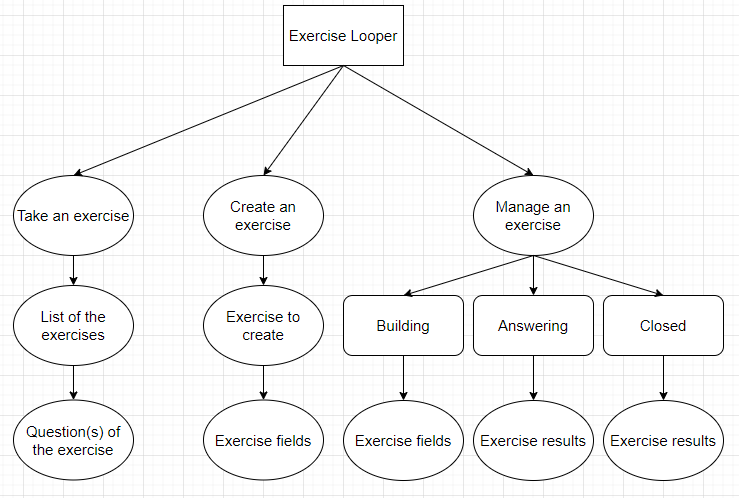 Exercise Looper
Take an exercise
Create an
exercise
Manage an
exercise
List of the
exercises
Exercise to
create
Building
Answering
Closed
Question(s) of
the exercise
Exercise fields
Exercise fields
Exercise results
Exercise results